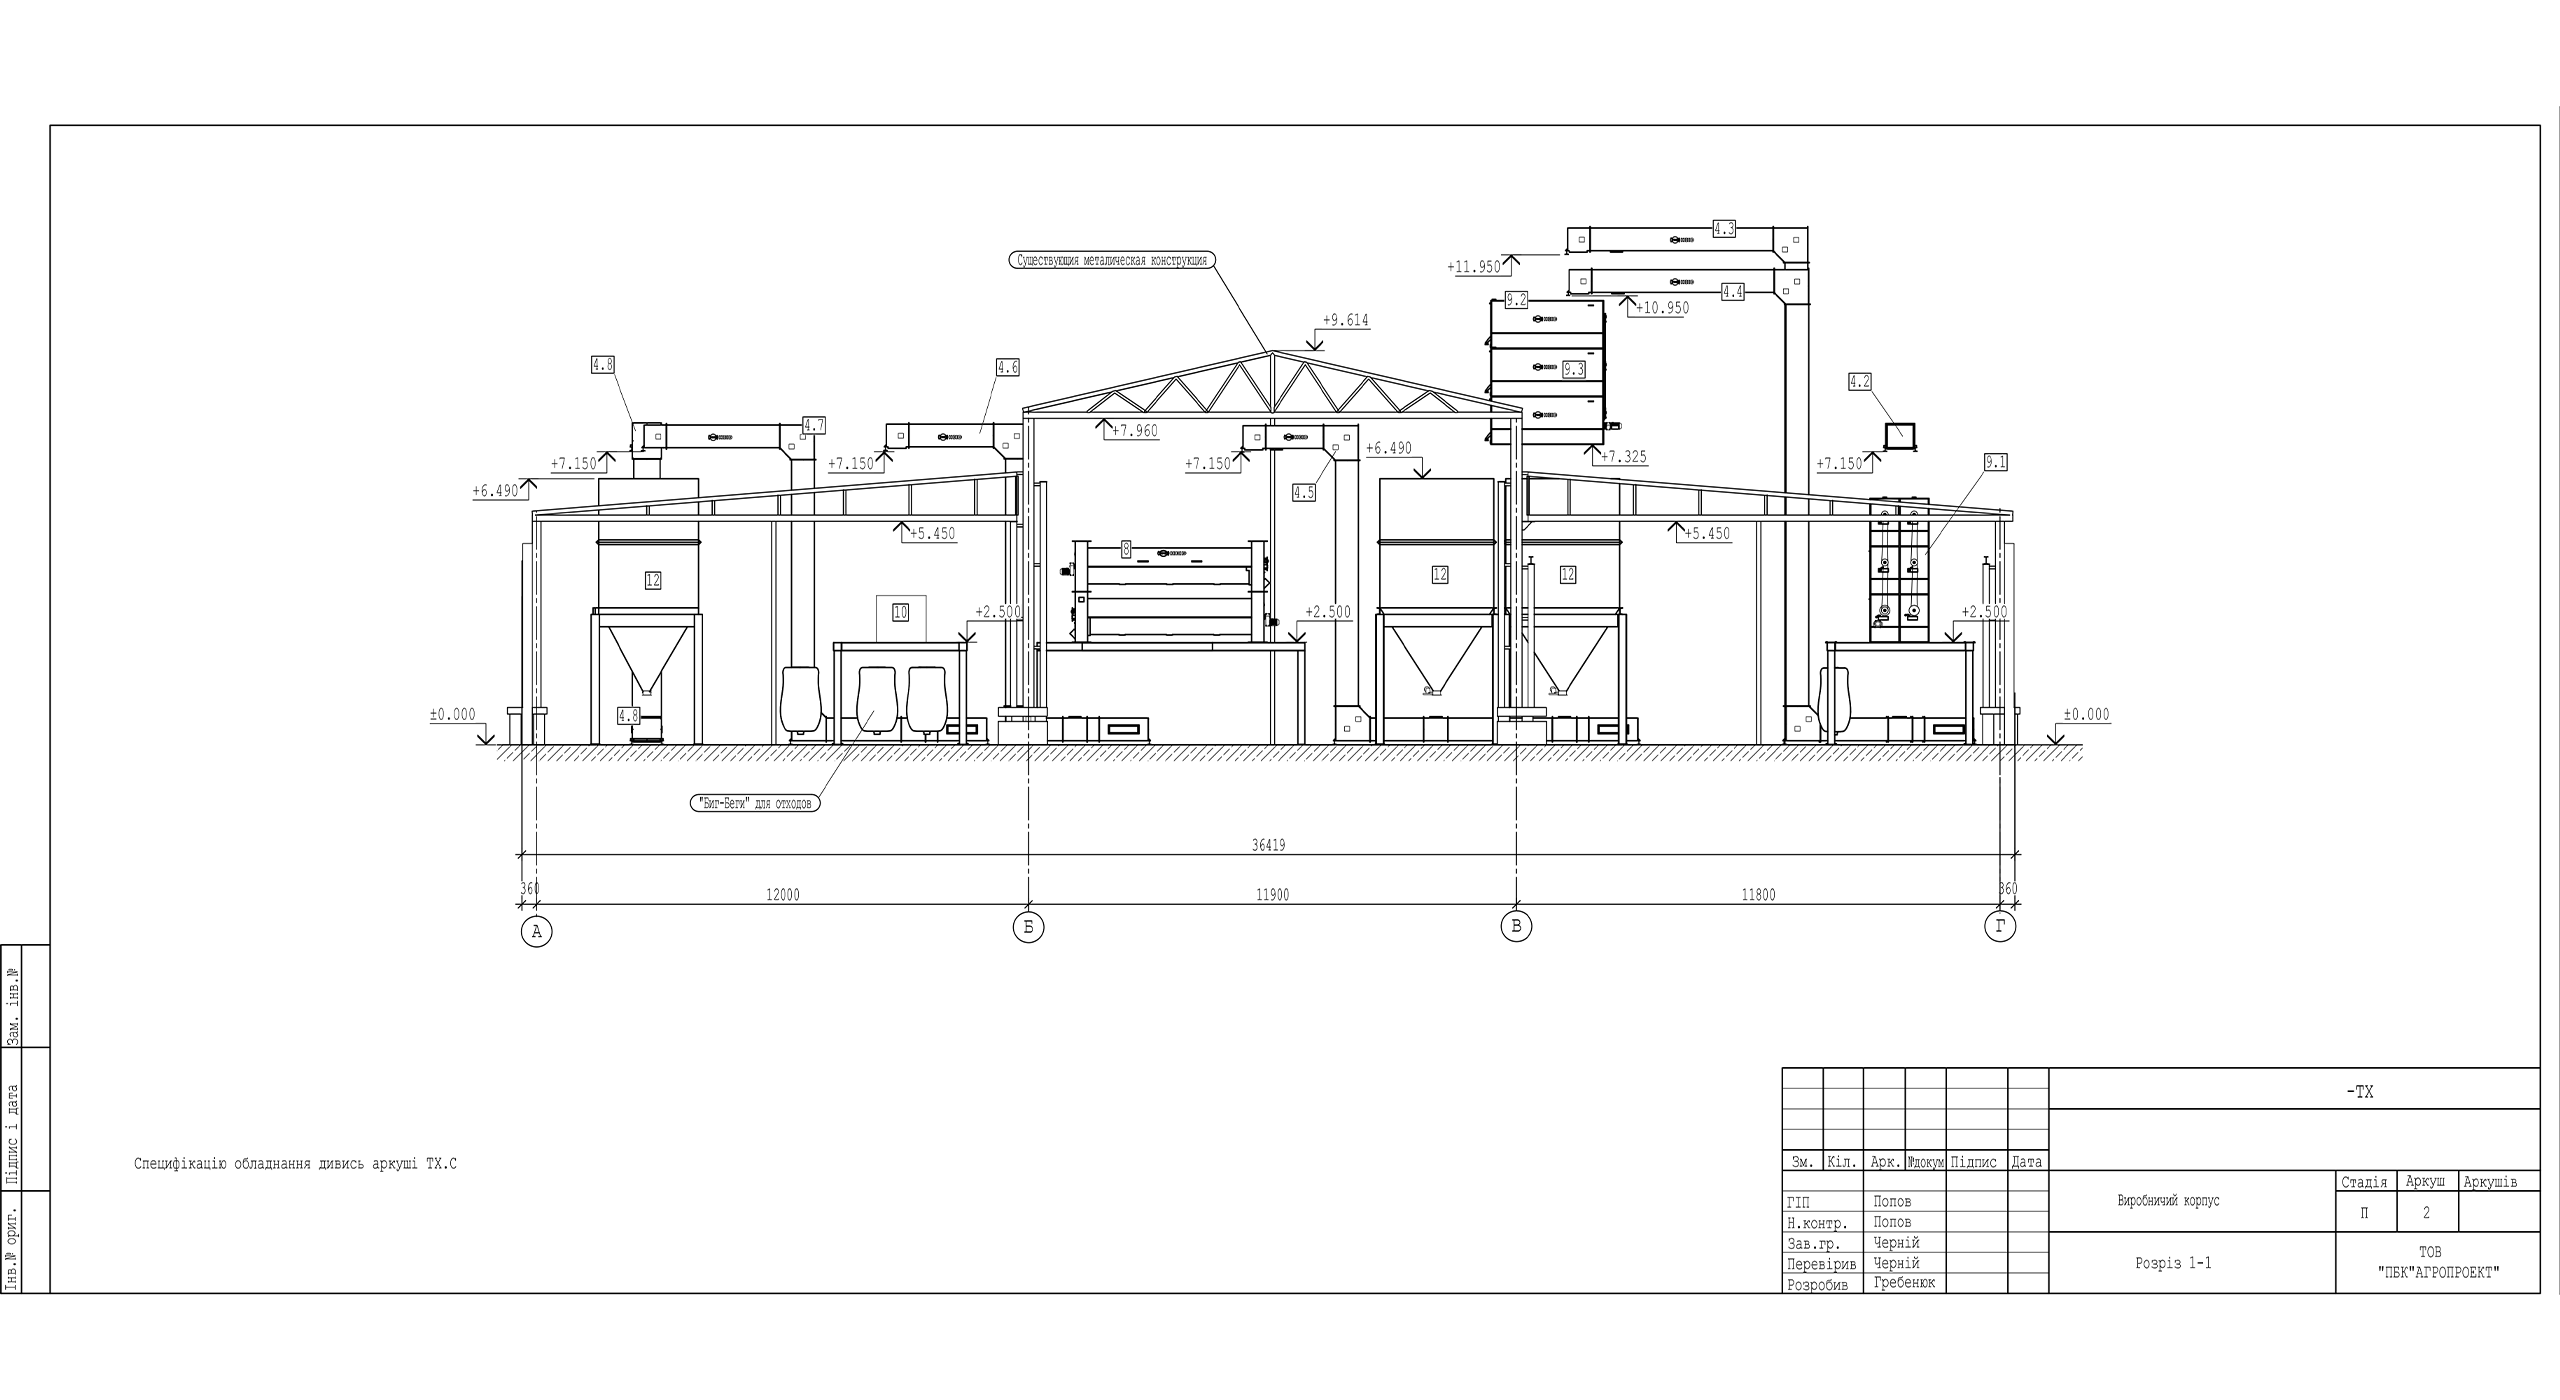 4.3
+11.950
Существующия металическая конструкция
4.4
9.2
+10.950
+9.614
4.8
4.6
9.3
4.2
4.7
+7.960
+6.490
+7.325
+7.150
+7.150
+7.150
+7.150
9.1
+6.490
4.5
+5.450
+5.450
8
12
12
12
10
+2.500
+2.500
+2.500
4.8
±0.000
±0.000
"Биг-Беги" для отходов
36419
360
12000
11900
11800
360
А
Б
В
Г
Зам. інв.№
Підпис і дата
Інв.№ ориг.
Специфікацію обладнання дивись аркуші ТХ.С
-ТХ
Зм. Кіл. Арк. №докум Підпис Дата
ГІП Попов
Н.контр. Попов
Зав.гр. Черній
Перевірив Черній
Розробив Гребенюк
Виробничий корпус
Стадія Аркуш Аркушів
П 2
Розріз 1-1
ТОВ
"ПБК"АГРОПРОЕКТ"